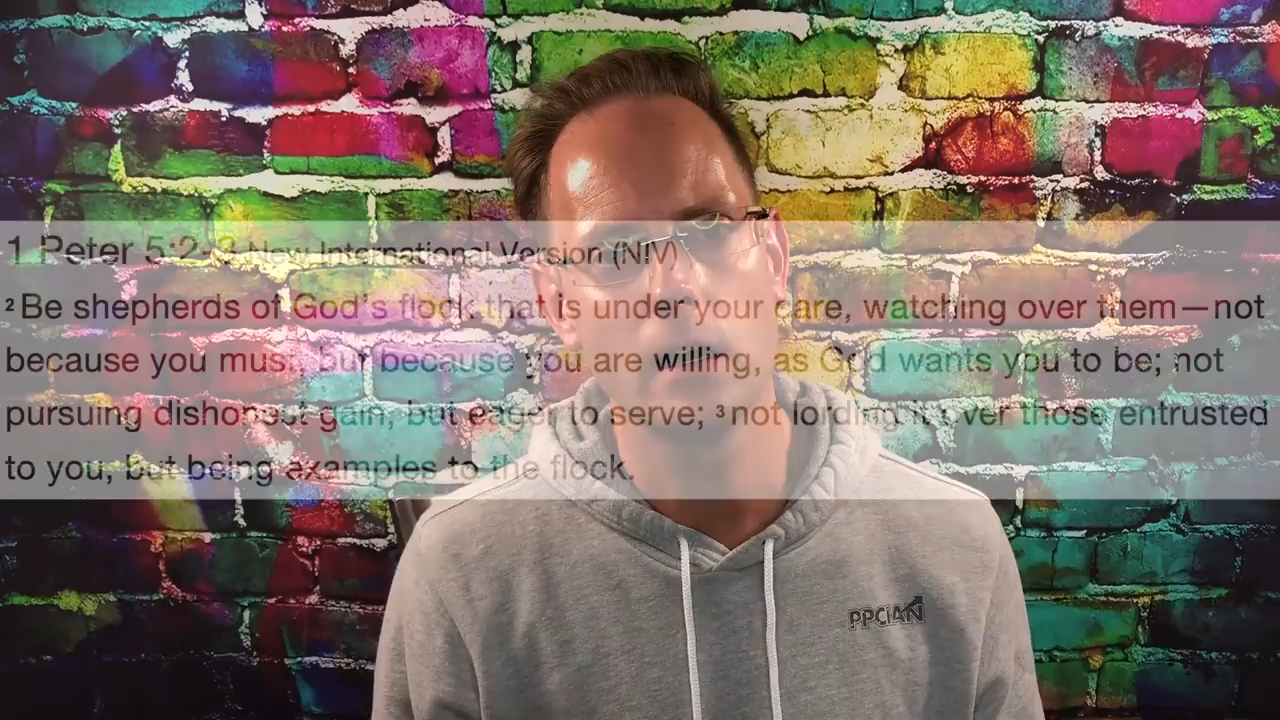 1 Peter 5:2-3 New International Version (NIV)
² Be shepherds of God's flock that is under your care, watching over them—not
because you must, but because you are willing, as God wants you to be; not
pursuing dishonest gain, but eager to serve; ³ not lording it over those entrusted
to you, but being examples to the flock.
PPCIAN